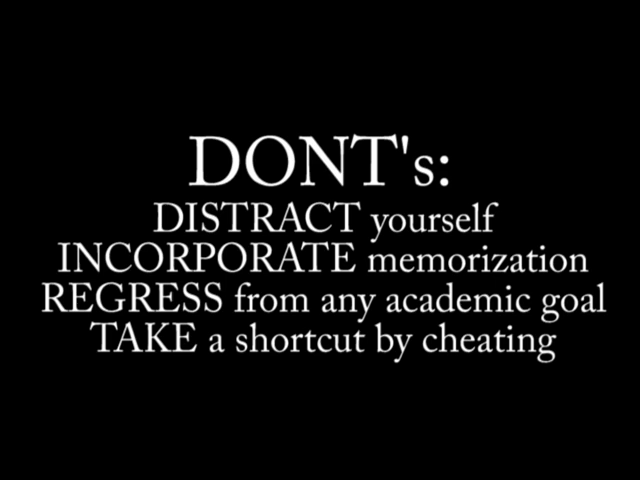 DONT's:
DISTRACT yourself
INCORPORATE memorization
REGRESS from any academic goal
TAKE a shortcut by cheating